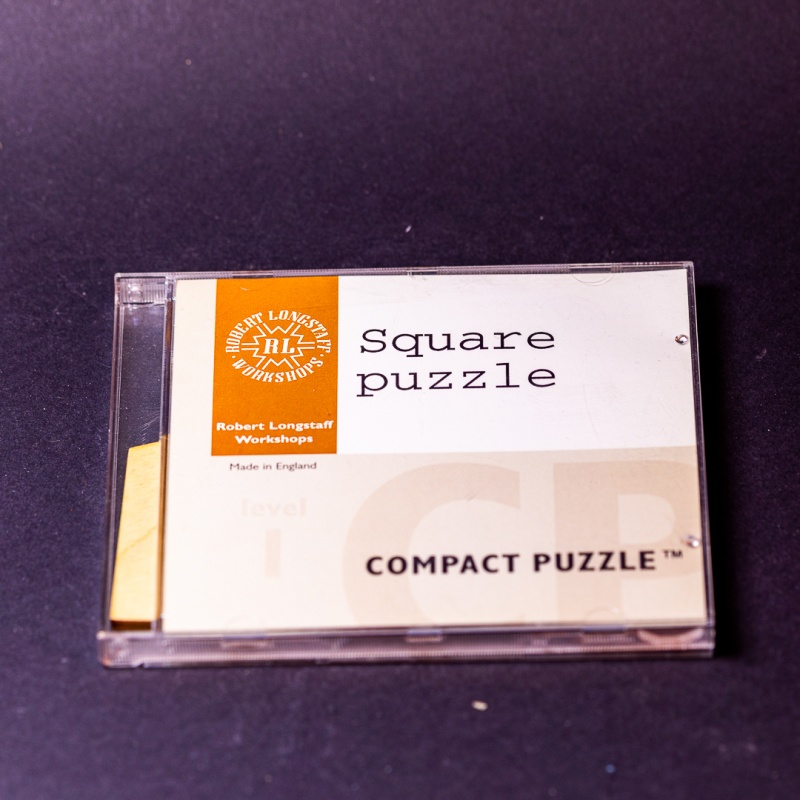 ROBERT LONGSTAFF
RL
· WORKSHOPS ·
Robert Longstaff
Workshops
Made in England
Square
puzzle
level
1
CP
COMPACT PUZZLE™